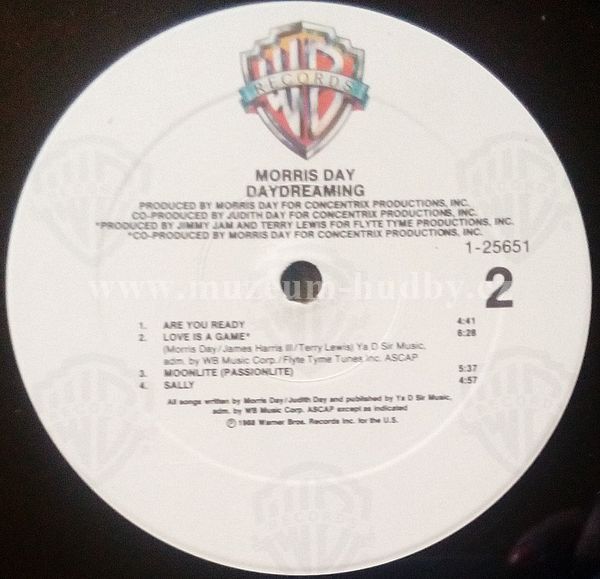 WB
RECORDS
MORRIS DAY
DAYDREAMING
PRODUCED BY MORRIS DAY FOR CONCENTRIX PRODUCTIONS, INC.
CO-PRODUCED BY JUDITH DAY FOR CONCENTRIX PRODUCTIONS, INC.
*PRODUCED BY JIMMY JAM AND TERRY LEWIS FOR FLYTE TYME PRODUCTIONS, INC.
*CO-PRODUCED BY MORRIS DAY FOR CONCENTRIX PRODUCTIONS, INC.
1-25651
2
1. ARE YOU READY 4:41
2. LOVE IS A GAME* 6:28
(Morris Day/James Harris III/Terry Lewis) Ya D Sir Music,
adm. by WB Music Corp./Flyte Tyme Tunes Inc. ASCAP
3. MOONLITE (PASSIONLITE) 5:37
4. SALLY 4:57
All songs written by Morris Day/Judith Day and published by Ya D Sir Music,
adm. by WB Music Corp. ASCAP except as indicated
℗ 1988 Warner Bros. Records Inc. for the U.S.